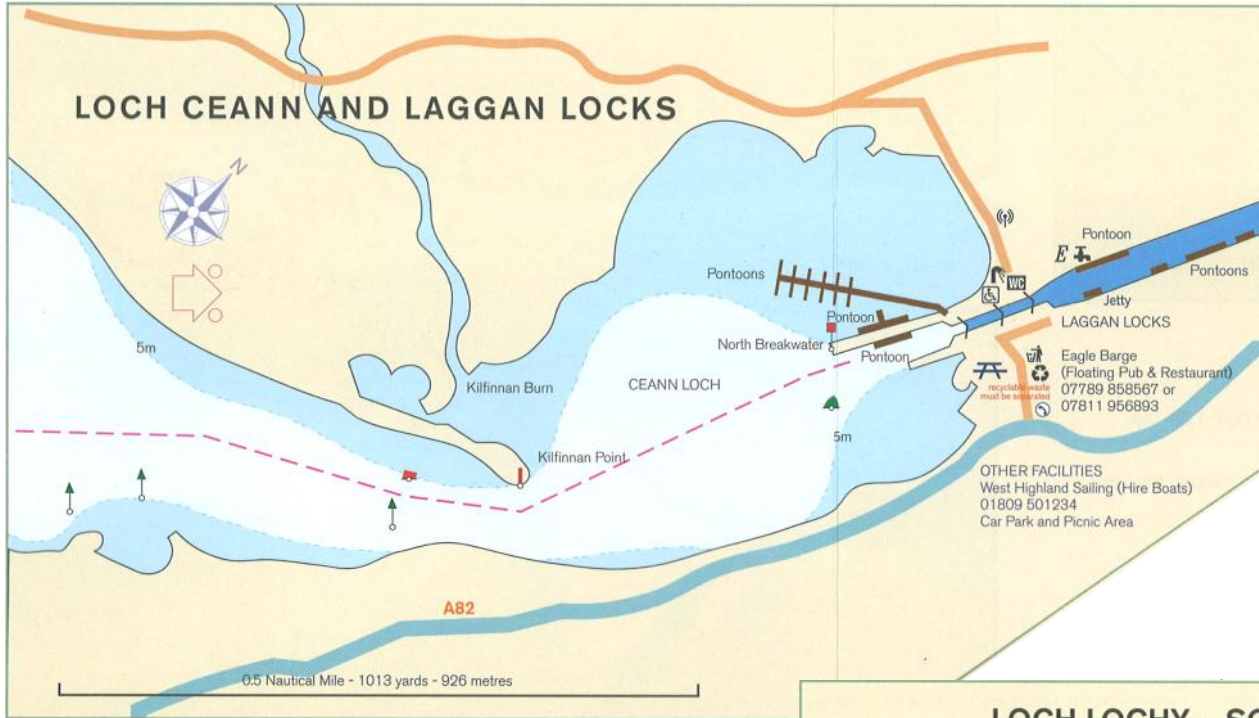 LOCH CEANN AND LAGGAN LOCKS
N
5m
Kilfinnan Burn
Kilfinnan Point
CEANN LOCH
Pontoons
Pontoon
North Breakwater
Pontoon
5m
WC
E
Pontoon
Pontoons
Jetty
LAGGAN LOCKS
Eagle Barge
(Floating Pub & Restaurant)
07789 858567 or
07811 956893
recyclable waste
must be separated
OTHER FACILITIES
West Highland Sailing (Hire Boats)
01809 501234
Car Park and Picnic Area
A82
0.5 Nautical Mile - 1013 yards - 926 metres